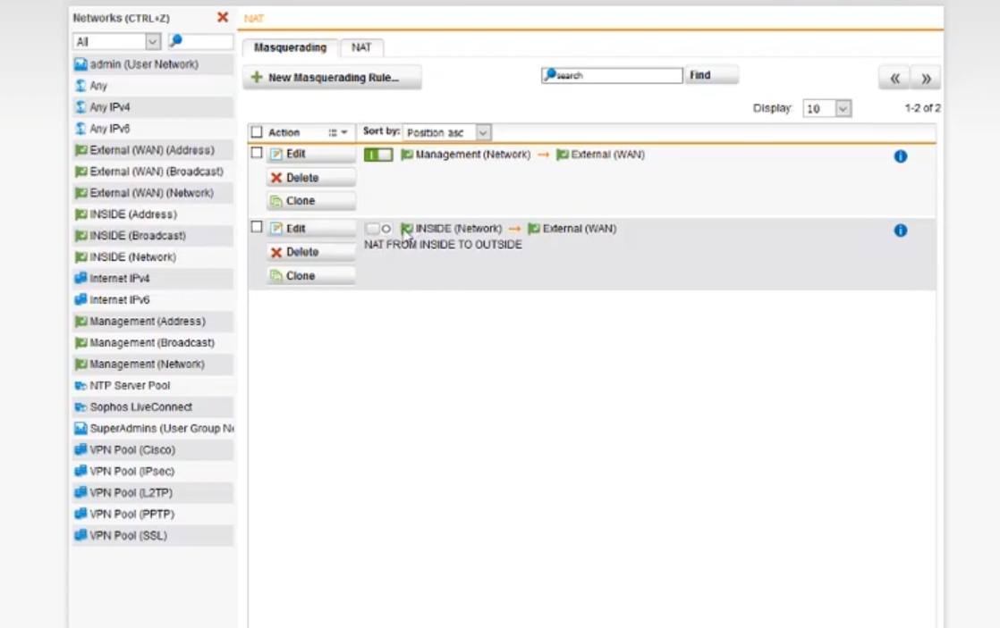 Networks (CTRL+Z)
All
admin (User Network)
Any
Any IPv4
Any IPv6
External (WAN) (Address)
External (WAN) (Broadcast)
External (WAN) (Network)
INSIDE (Address)
INSIDE (Broadcast)
INSIDE (Network)
Internet IPv4
Internet IPv6
Management (Address)
Management (Broadcast)
Management (Network)
NTP Server Pool
Sophos LiveConnect
SuperAdmins (User Group Ne
VPN Pool (Cisco)
VPN Pool (IPsec)
VPN Pool (L2TP)
VPN Pool (PPTP)
VPN Pool (SSL)
NAT
Masquerading NAT
New Masquerading Rule... search Find « »
Display: 10 1-2 of 2
Action Sort by: Position asc
Edit Management (Network) → External (WAN)
Delete
Clone
Edit INSIDE (Network) → External (WAN)
NAT FROM INSIDE TO OUTSIDE
Delete
Clone